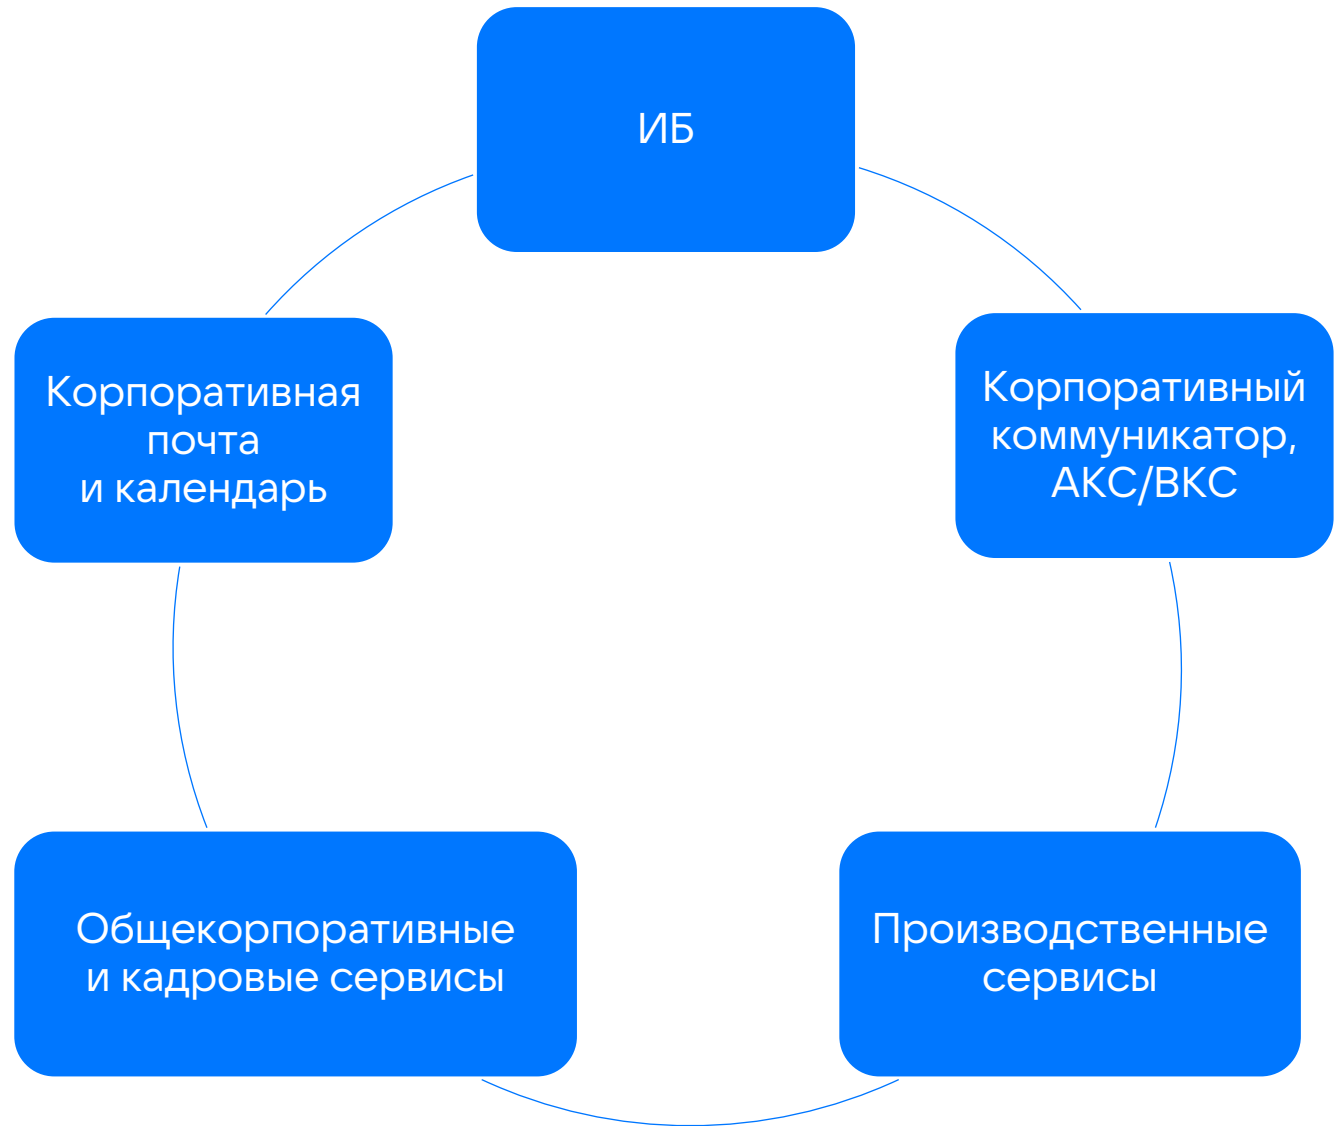 ИБ
Корпоративная
почта
и календарь
Корпоративный
коммуникатор,
АКС/ВКС
Общекорпоративные
и кадровые сервисы
Производственные
сервисы